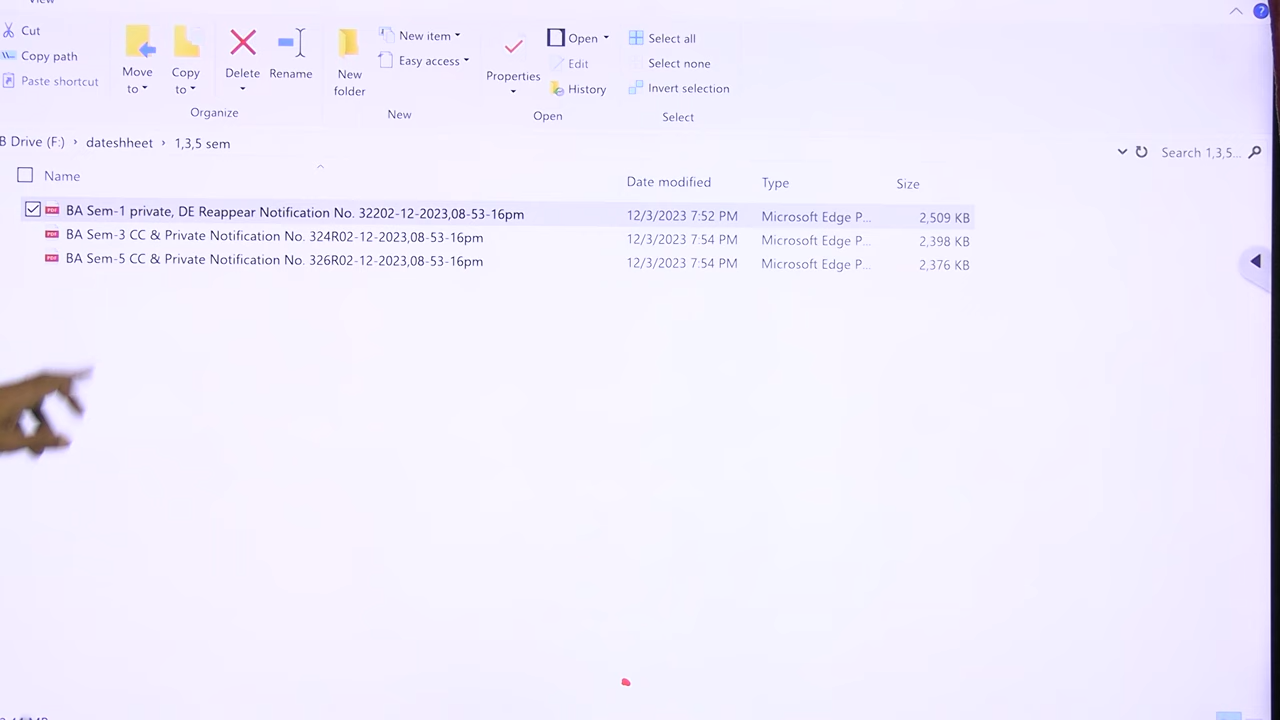 View
Cut
Copy path
Paste shortcut
Move to
Copy to
Delete
Rename
Organize
New folder
New item
Easy access
New
Properties
Open
Edit
History
Open
Select all
Select none
Invert selection
Select
B Drive (F:) › dateshheet › 1,3,5 sem
Search 1,3,5...
Name Date modified Type Size
BA Sem-1 private, DE Reappear Notification No. 32202-12-2023,08-53-16pm 12/3/2023 7:52 PM Microsoft Edge P... 2,509 KB
BA Sem-3 CC & Private Notification No. 324R02-12-2023,08-53-16pm 12/3/2023 7:54 PM Microsoft Edge P... 2,398 KB
BA Sem-5 CC & Private Notification No. 326R02-12-2023,08-53-16pm 12/3/2023 7:54 PM Microsoft Edge P... 2,376 KB